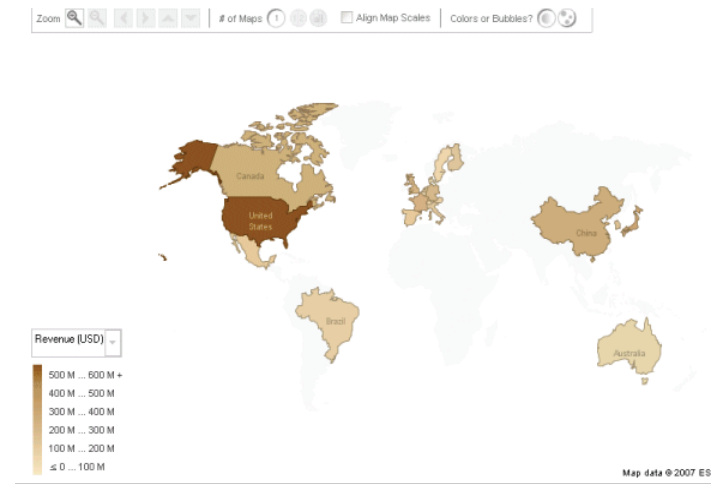 Zoom
# of Maps 1
Align Map Scales
Colors or Bubbles?
Canada
United
States
China
Brazil
Australia
Revenue (USD)
500 M ... 600 M +
400 M ... 500 M
300 M ... 400 M
200 M ... 300 M
100 M ... 200 M
≤ 0 ... 100 M
Map data @ 2007 ES